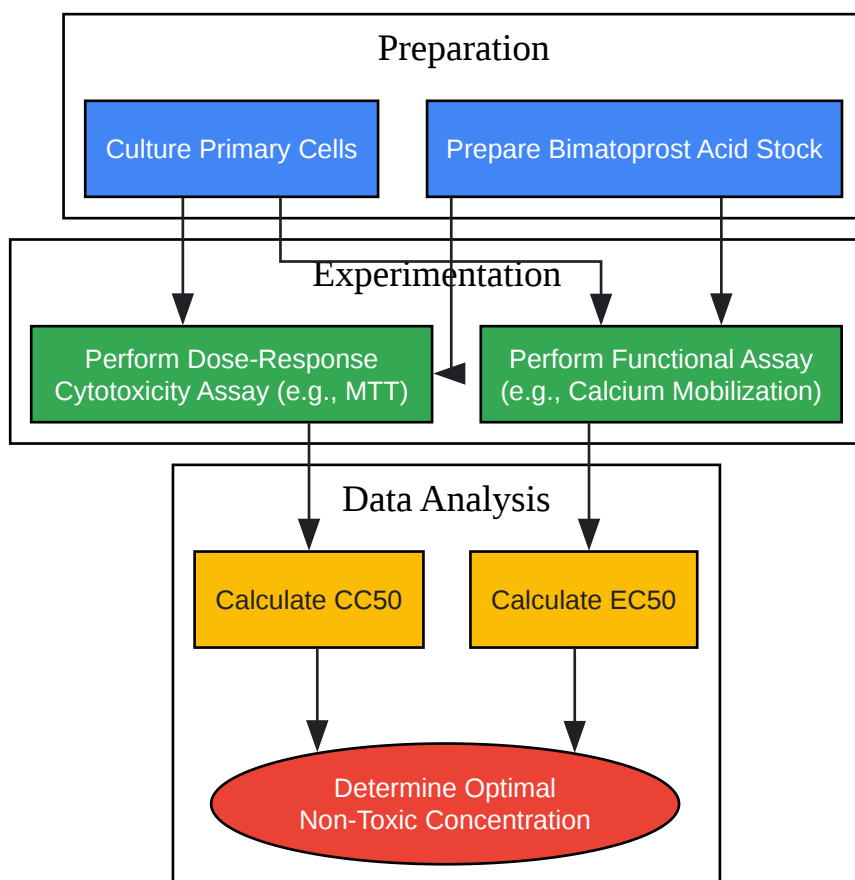 Preparation
Culture Primary Cells
Prepare Bimatoprost Acid Stock
Experimentation
Perform Dose-Response
Cytotoxicity Assay (e.g., MTT)
Perform Functional Assay
(e.g., Calcium Mobilization)
Data Analysis
Calculate CC50
Calculate EC50
Determine Optimal
Non-Toxic Concentration